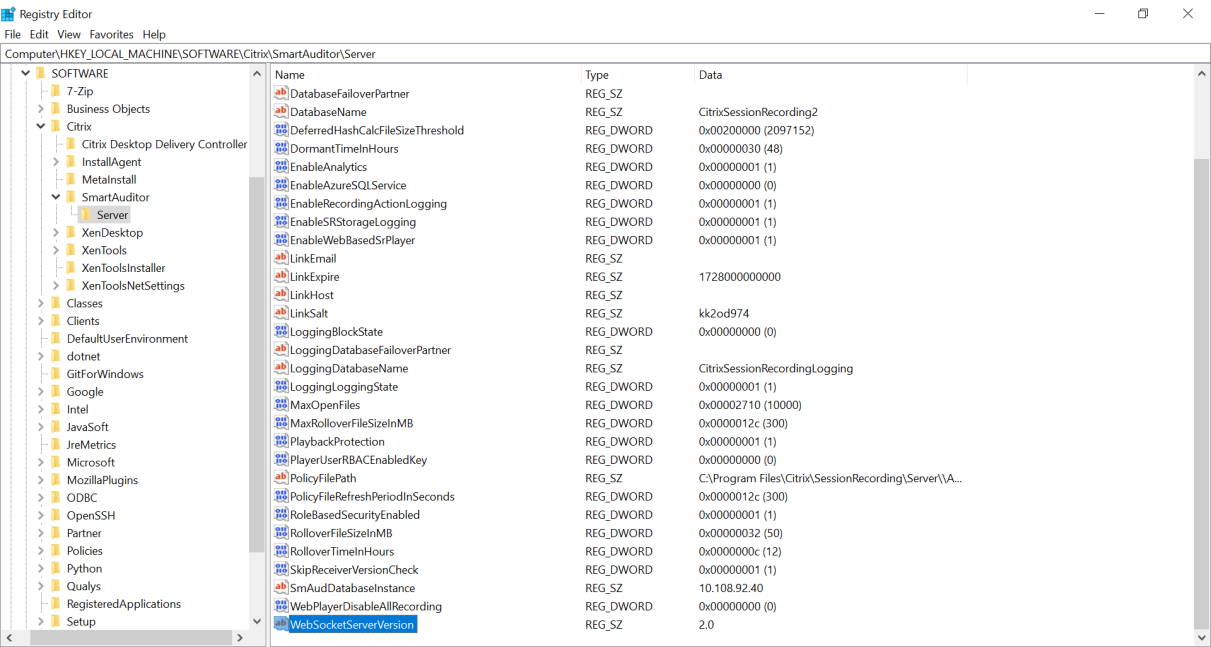 Registry Editor
File Edit View Favorites Help
Computer\HKEY_LOCAL_MACHINE\SOFTWARE\Citrix\SmartAuditor\Server
SOFTWARE
7-Zip
Business Objects
Citrix
Citrix Desktop Delivery Controller
InstallAgent
MetaInstall
SmartAuditor
Server
XenDesktop
XenTools
XenToolsInstaller
XenToolsNetSettings
Classes
Clients
DefaultUserEnvironment
dotnet
GitForWindows
Google
Intel
JavaSoft
JreMetrics
Microsoft
MozillaPlugins
ODBC
OpenSSH
Partner
Policies
Python
Qualys
RegisteredApplications
Setup
Name Type Data
DatabaseFailoverPartner REG_SZ
DatabaseName REG_SZ CitrixSessionRecording2
DeferredHashCalcFileSizeThreshold REG_DWORD 0x00200000 (2097152)
DormantTimeInHours REG_DWORD 0x00000030 (48)
EnableAnalytics REG_DWORD 0x00000001 (1)
EnableAzureSQLService REG_DWORD 0x00000000 (0)
EnableRecordingActionLogging REG_DWORD 0x00000001 (1)
EnableSRStorageLogging REG_DWORD 0x00000001 (1)
EnableWebBasedSrPlayer REG_DWORD 0x00000001 (1)
LinkEmail REG_SZ
LinkExpire REG_SZ 1728000000000
LinkHost REG_SZ
LinkSalt REG_SZ kk2od974
LoggingBlockState REG_DWORD 0x00000000 (0)
LoggingDatabaseFailoverPartner REG_SZ
LoggingDatabaseName REG_SZ CitrixSessionRecordingLogging
LoggingLoggingState REG_DWORD 0x00000001 (1)
MaxOpenFiles REG_DWORD 0x00002710 (10000)
MaxRolloverFileSizeInMB REG_DWORD 0x0000012c (300)
PlaybackProtection REG_DWORD 0x00000001 (1)
PlayerUserRBACEnabledKey REG_DWORD 0x00000000 (0)
PolicyFilePath REG_SZ C:\Program Files\Citrix\SessionRecording\Server\\A...
PolicyFileRefreshPeriodInSeconds REG_DWORD 0x0000012c (300)
RoleBasedSecurityEnabled REG_DWORD 0x00000001 (1)
RolloverFileSizeInMB REG_DWORD 0x00000032 (50)
RolloverTimeInHours REG_DWORD 0x0000000c (12)
SkipReceiverVersionCheck REG_DWORD 0x00000001 (1)
SmAudDatabaseInstance REG_SZ 10.108.92.40
WebPlayerDisableAllRecording REG_DWORD 0x00000000 (0)
WebSocketServerVersion REG_SZ 2.0